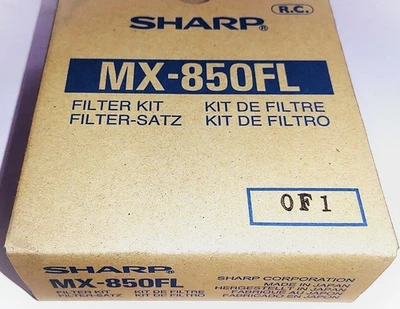 SHARP®
R.C.
MX-850FL
FILTER KIT KIT DE FILTRE
FILTER-SATZ KIT DE FILTRO
0F1
SHARP®
MX-850FL
FILTER KIT KIT DE FILTRE
FILTER-SATZ KIT DE FILTRO
SHARP CORPORATION
MADE IN JAPAN
HERGESTELLT IN JAPAN
FABRIQUÉ AU JAPON
FABRICADO EN JAPON